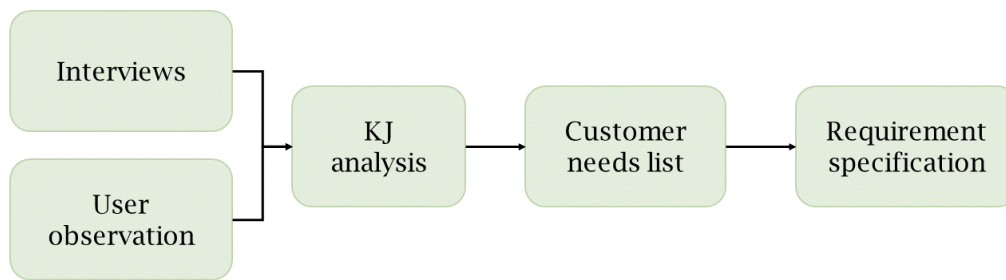 Interviews
User
observation
KJ
analysis
Customer
needs list
Requirement
specification